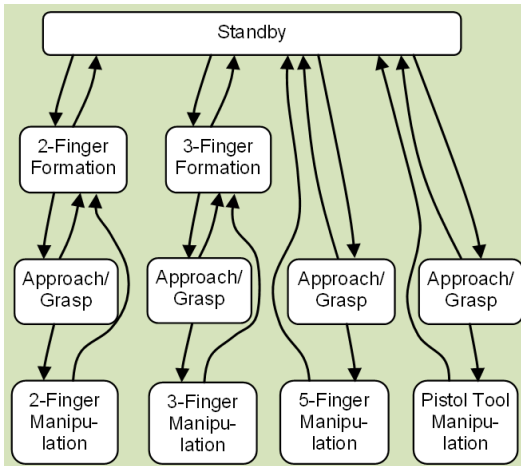 Standby
2-Finger
Formation
3-Finger
Formation
Approach/
Grasp
Approach/
Grasp
Approach/
Grasp
Approach/
Grasp
2-Finger
Manipu-
lation
3-Finger
Manipu-
lation
5-Finger
Manipu-
lation
Pistol Tool
Manipu-
lation